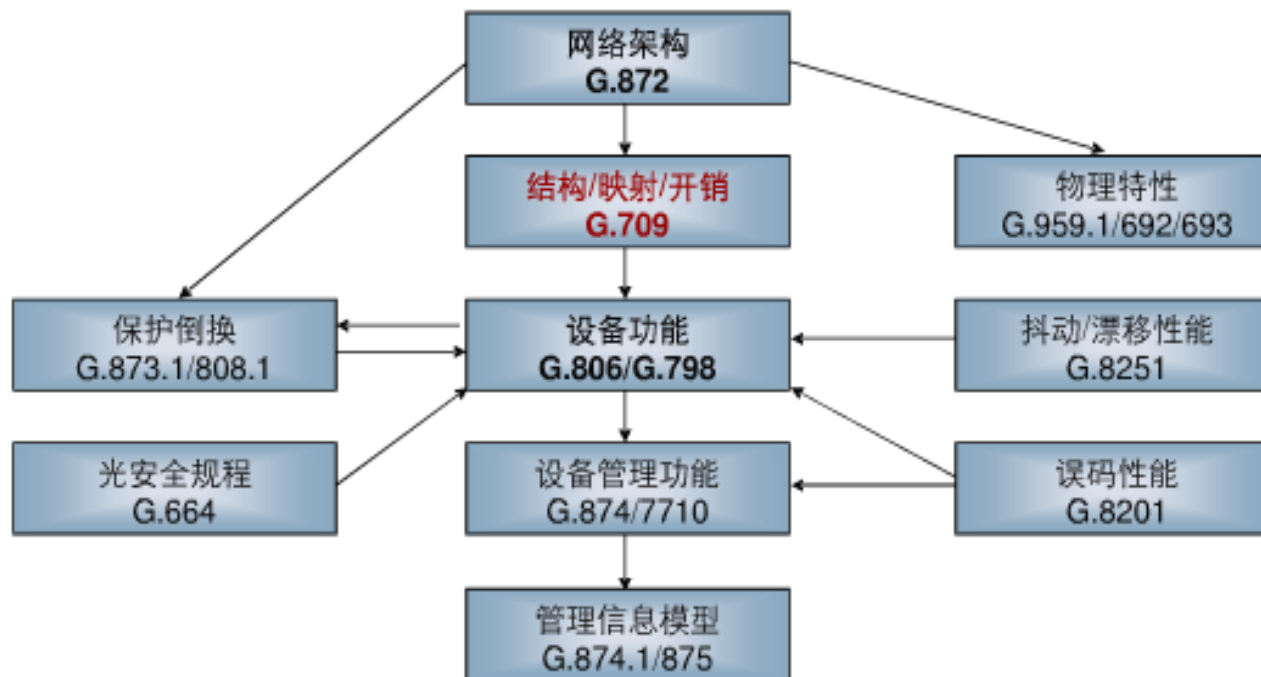 网络架构
G.872
结构/映射/开销
G.709
物理特性
G.959.1/692/693
保护倒换
G.873.1/808.1
设备功能
G.806/G.798
抖动/漂移性能
G.8251
光安全规程
G.664
设备管理功能
G.874/7710
误码性能
G.8201
管理信息模型
G.874.1/875